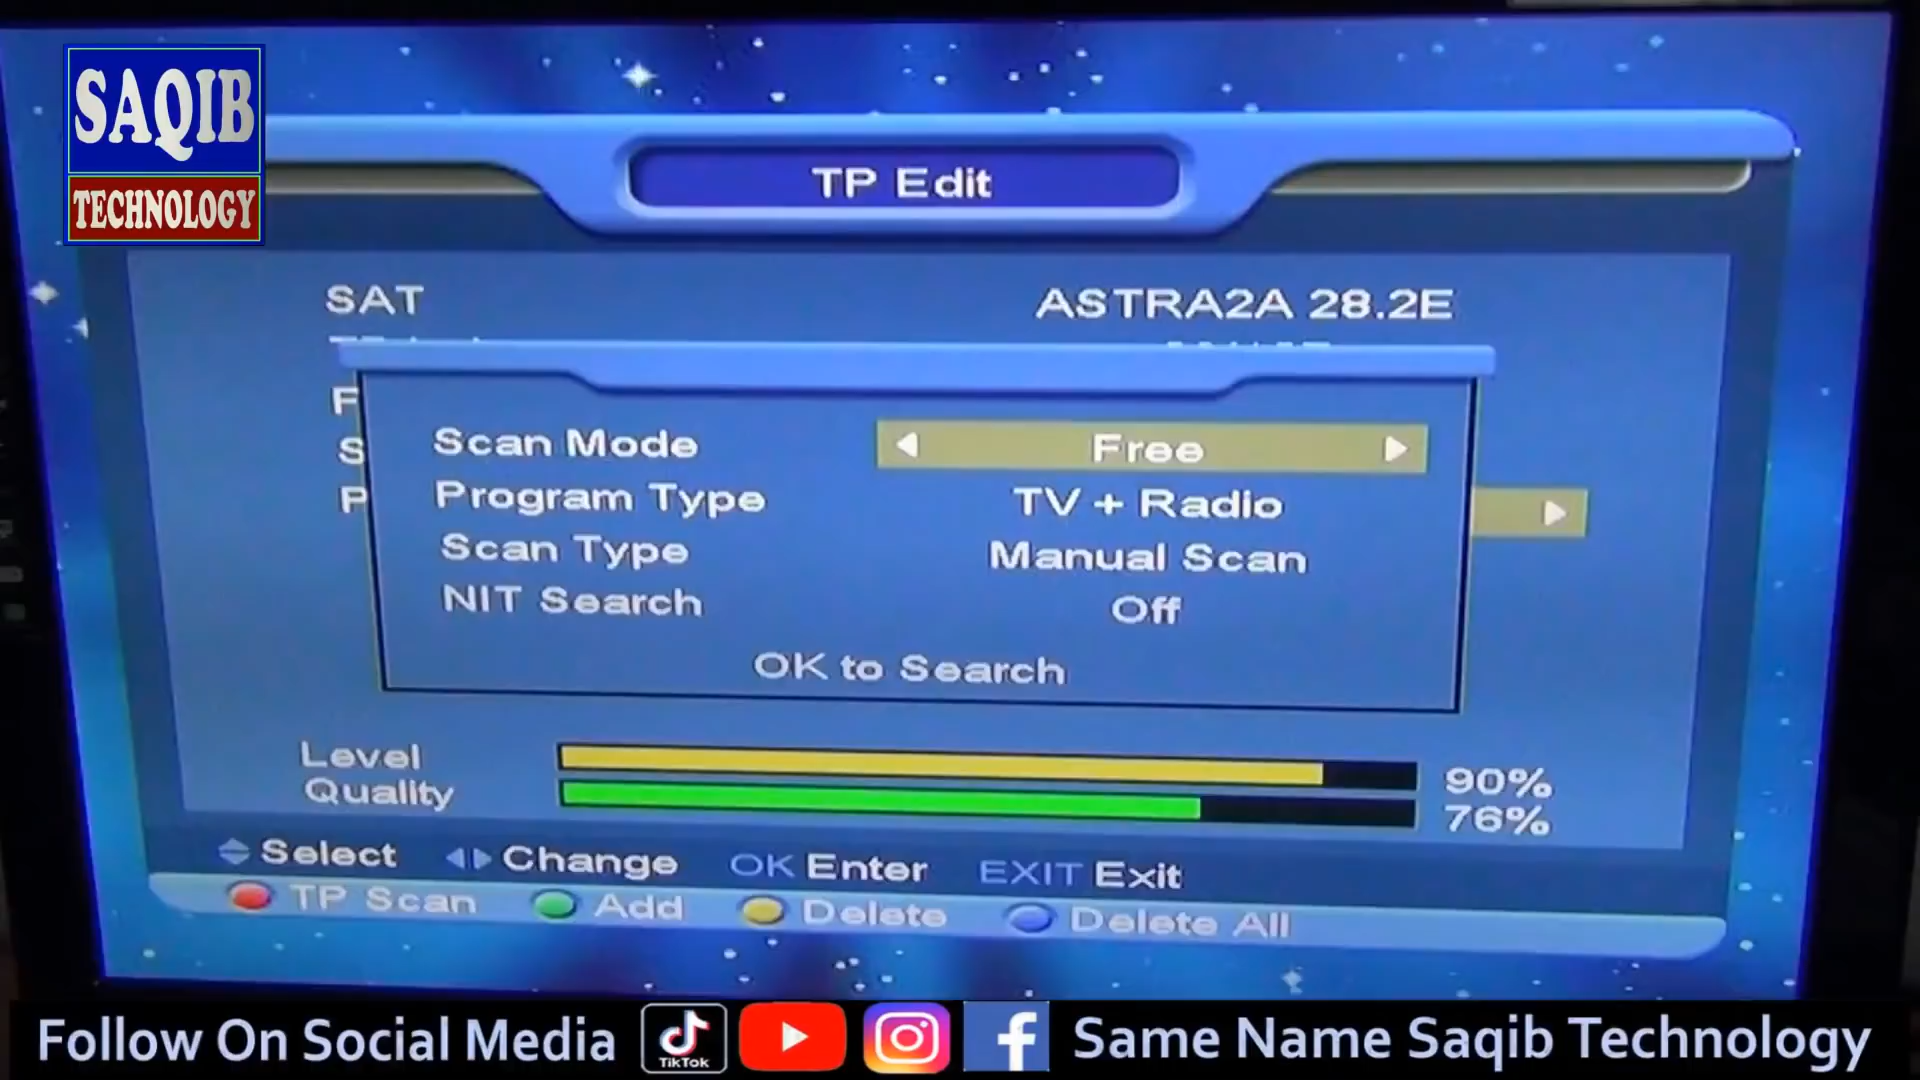 SAQIB
TECHNOLOGY
TP Edit
SAT ASTRA2A 28.2E
F
S
P
Scan Mode Free
Program Type TV + Radio
Scan Type Manual Scan
NIT Search Off
OK to Search
Level 90%
Quality 76%
Select Change OK Enter EXIT Exit
TP Scan Add Delete Delete All
Follow On Social Media TikTok Same Name Saqib Technology